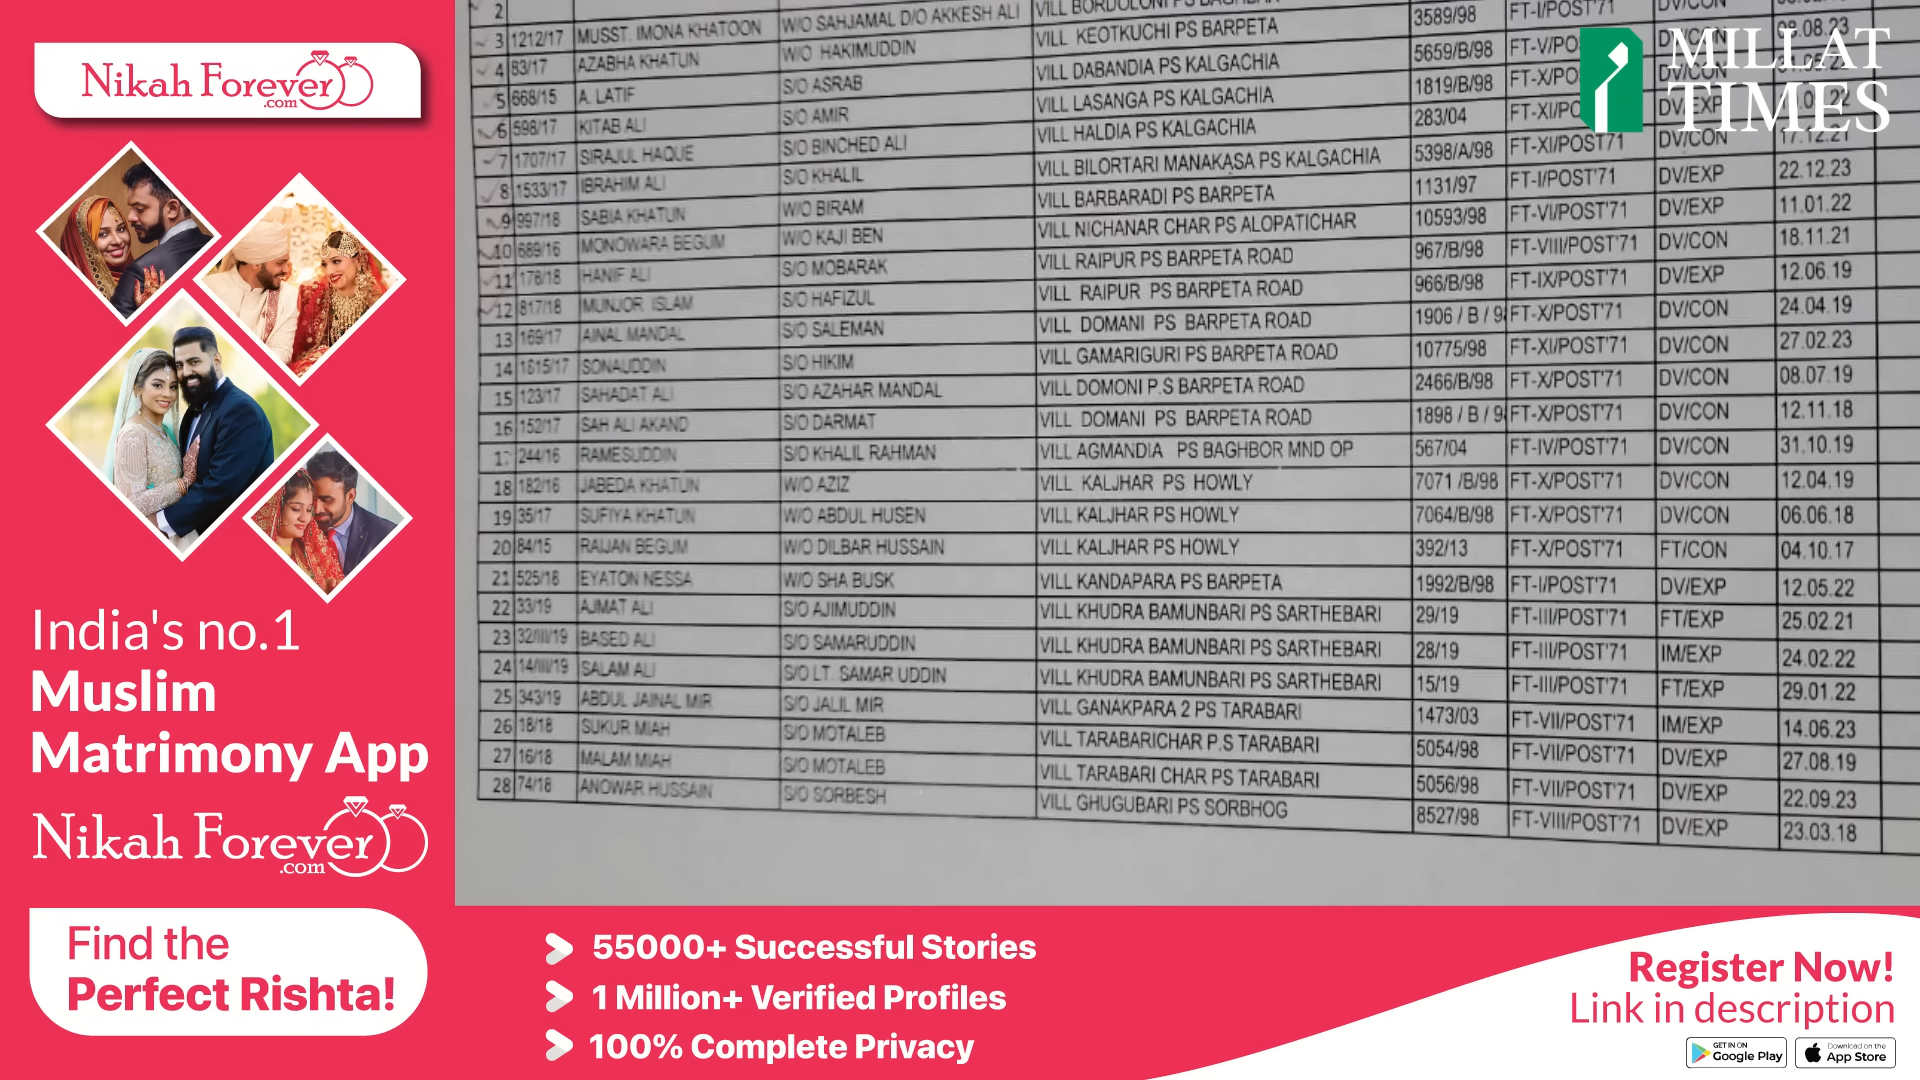 Nikah Forever
.com
India's no.1
Muslim
Matrimony App
Nikah Forever
.com
Find the
Perfect Rishta!
MILLAT
TIMES
2 VILL BORDOLONI PS 3589/98 FT-I/POST'71 DV/CON
3 1212/17 MUSST. IMONA KHATOON W/O SAHJAMAL D/O AKKESH ALI VILL KEOTKUCHI PS BARPETA 5659/B/98 08.08.23
4 83/17 AZABHA KHATUN W/O HAKIMUDDIN VILL DABANDIA PS KALGACHIA 1819/B/98
5 668/15 A. LATIF S/O ASRAB VILL LASANGA PS KALGACHIA 283/04 DV/EXP
6 598/17 KITAB ALI S/O AMIR VILL HALDIA PS KALGACHIA 5398/A/98 FT-XI/POST'71 DV/CON 17.12.21
7 1707/17 SIRAJUL HAQUE S/O BINCHED ALI VILL BILORTARI MANAKASA PS KALGACHIA 1131/97 FT-I/POST'71 DV/EXP 22.12.23
8 1533/17 IBRAHIM ALI S/O KHALIL VILL BARBARADI PS BARPETA 10593/98 FT-VI/POST'71 DV/EXP 11.01.22
9 997/18 SABIA KHATUN W/O BIRAM VILL NICHANAR CHAR PS ALOPATICHAR 967/B/98 FT-VIII/POST'71 DV/CON 18.11.21
10 689/16 MONOWARA BEGUM W/O KAJI BEN VILL RAIPUR PS BARPETA ROAD 966/B/98 FT-IX/POST'71 DV/EXP 12.06.19
11 178/18 HANIF ALI S/O MOBARAK VILL RAIPUR PS BARPETA ROAD 1906 / B / 9 FT-X/POST'71 DV/CON 24.04.19
12 817/18 MUNJOR ISLAM S/O HAFIZUL VILL DOMANI PS BARPETA ROAD 10775/98 FT-XI/POST'71 DV/CON 27.02.23
13 169/17 AINAL MANDAL S/O SALEMAN VILL GAMARIGURI PS BARPETA ROAD 2466/B/98 FT-X/POST'71 DV/CON 08.07.19
14 1615/17 SONAUDDIN S/O HIKIM VILL DOMONI P.S BARPETA ROAD 1898 / B / 9 FT-X/POST'71 DV/CON 12.11.18
15 123/17 SAHADAT ALI S/O AZAHAR MANDAL VILL DOMANI PS BARPETA ROAD 567/04 FT-IV/POST'71 DV/CON 31.10.19
16 152/17 SAH ALI AKAND S/O DARMAT VILL AGMANDIA PS BAGHBOR MND OP 7071 /B/98 FT-X/POST'71 DV/CON 12.04.19
17 244/16 RAMESUDDIN S/O KHALIL RAHMAN VILL KALJHAR PS HOWLY 7064/B/98 FT-X/POST'71 DV/CON 06.06.18
18 182/16 JABEDA KHATUN W/O AZIZ VILL KALJHAR PS HOWLY 392/13 FT-X/POST'71 FT/CON 04.10.17
19 35/17 SUFIYA KHATUN W/O ABDUL HUSEN VILL KALJHAR PS HOWLY 1992/B/98 FT-I/POST'71 DV/EXP 12.05.22
20 84/15 RAIJAN BEGUM W/O DILBAR HUSSAIN VILL KANDAPARA PS BARPETA 29/19 FT-III/POST'71 FT/EXP 25.02.21
21 525/18 EYATON NESSA W/O SHA BUSK VILL KHUDRA BAMUNBARI PS SARTHEBARI 28/19 FT-III/POST'71 IM/EXP 24.02.22
22 33/19 AJMAT ALI S/O AJIMUDDIN VILL KHUDRA BAMUNBARI PS SARTHEBARI 15/19 FT-III/POST'71 FT/EXP 29.01.22
23 32/III/19 BASED ALI S/O SAMARUDDIN VILL KHUDRA BAMUNBARI PS SARTHEBARI 1473/03 FT-VII/POST'71 IM/EXP 14.06.23
24 14/III/19 SALAM ALI S/O LT. SAMAR UDDIN VILL GANAKPARA 2 PS TARABARI 5054/98 FT-VII/POST'71 DV/EXP 27.08.19
25 343/19 ABDUL JAINAL MIR S/O JALIL MIR VILL TARABARICHAR P.S TARABARI 5056/98 FT-VII/POST'71 DV/EXP 22.09.23
26 18/18 SUKUR MIAH S/O MOTALEB VILL TARABARI CHAR PS TARABARI 8527/98 FT-VIII/POST'71 DV/EXP 23.03.18
27 16/18 MALAM MIAH S/O MOTALEB VILL GHUGUBARI PS SORBHOG
28 74/18 ANOWAR HUSSAIN S/O SORBESH
55000+ Successful Stories
1 Million+ Verified Profiles
100% Complete Privacy
Register Now!
Link in description
GET IN ON
Google Play
Download on the
App Store